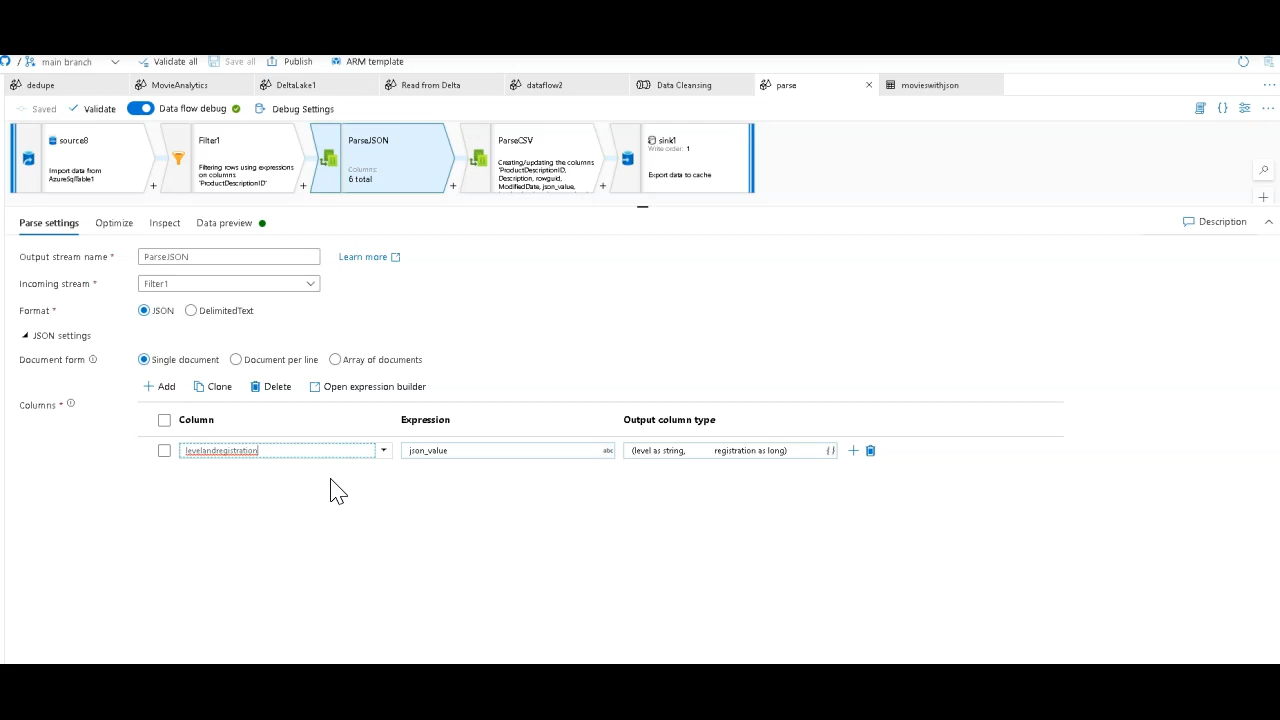 / main branch Validate all Save all Publish ARM template
dedupe MovieAnalytics DeltaLake1 Read from Delta dataflow2 Data Cleansing parse movieswithjson
Saved Validate Data flow debug Debug Settings
source8 Filter1 ParseJSON ParseCSV sink1
Import data from
AzureSqlTable1
Filtering rows using expressions
on columns
'ProductDescriptionID'
Columns:
6 total
Creating/updating the columns
'ProductDescriptionID,
Description, rowguid,
ModifiedDate, json_value,
Write order: 1
Export data to cache
Parse settings Optimize Inspect Data preview Description
Output stream name * ParseJSON Learn more
Incoming stream * Filter1
Format * JSON DelimitedText
JSON settings
Document form Single document Document per line Array of documents
Add Clone Delete Open expression builder
Columns *
Column Expression Output column type
levelandregistration json_value abc (level as string, registration as long) {}